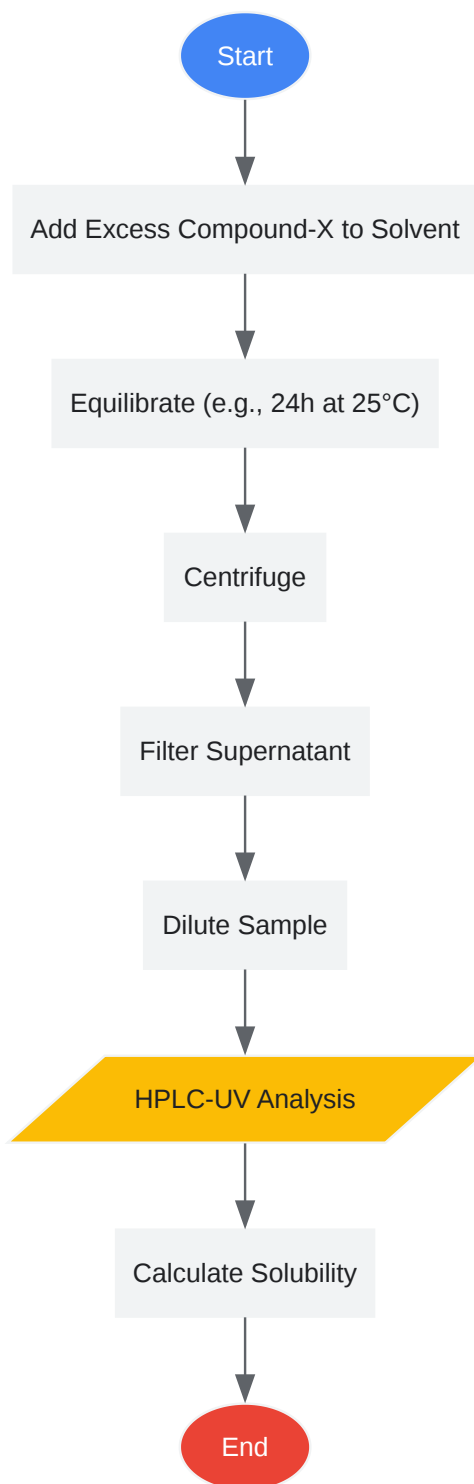 Start
Add Excess Compound-X to Solvent
Equilibrate (e.g., 24h at 25°C)
Centrifuge
Filter Supernatant
Dilute Sample
HPLC-UV Analysis
Calculate Solubility
End